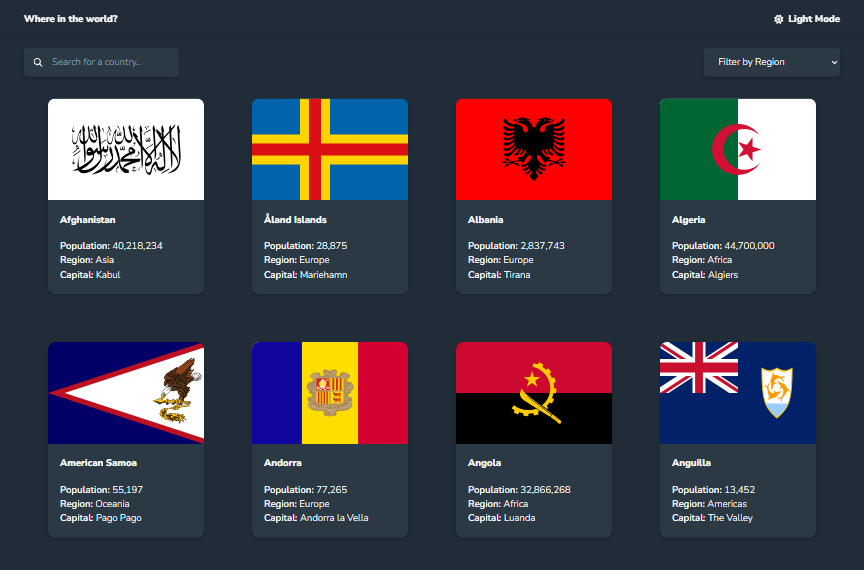 Where in the world?
Light Mode
Search for a country..
Filter by Region
لا إله إلا الله محمد رسول الله
Afghanistan
Population: 40,218,234
Region: Asia
Capital: Kabul
Åland Islands
Population: 28,875
Region: Europe
Capital: Mariehamn
Albania
Population: 2,837,743
Region: Europe
Capital: Tirana
Algeria
Population: 44,700,000
Region: Africa
Capital: Algiers
American Samoa
Population: 55,197
Region: Oceania
Capital: Pago Pago
Andorra
Population: 77,265
Region: Europe
Capital: Andorra la Vella
Angola
Population: 32,866,268
Region: Africa
Capital: Luanda
Anguilla
Population: 13,452
Region: Americas
Capital: The Valley